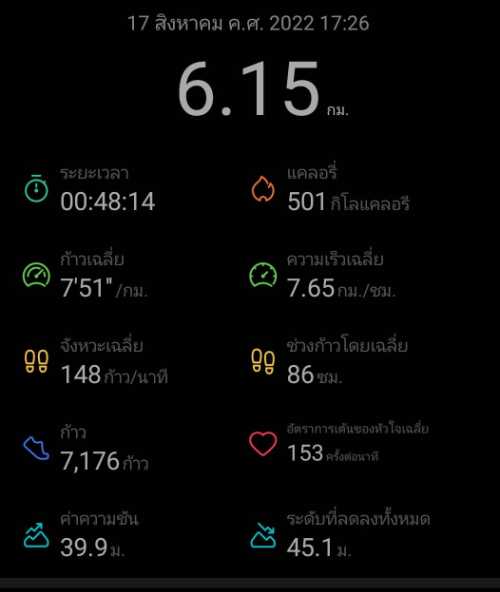 17 สิงหาคม ค.ศ. 2022 17:26
6.15 กม.
ระยะเวลา
00:48:14
แคลอรี่
501 กิโลแคลอรี
ก้าวเฉลี่ย
7'51" /กม.
ความเร็วเฉลี่ย
7.65 กม./ชม.
จังหวะเฉลี่ย
148 ก้าว/นาที
ช่วงก้าวโดยเฉลี่ย
86 ซม.
ก้าว
7,176 ก้าว
อัตราการเต้นของหัวใจเฉลี่ย
153 ครั้งต่อนาที
ค่าความชัน
39.9 ม.
ระดับที่ลดลงทั้งหมด
45.1 ม.